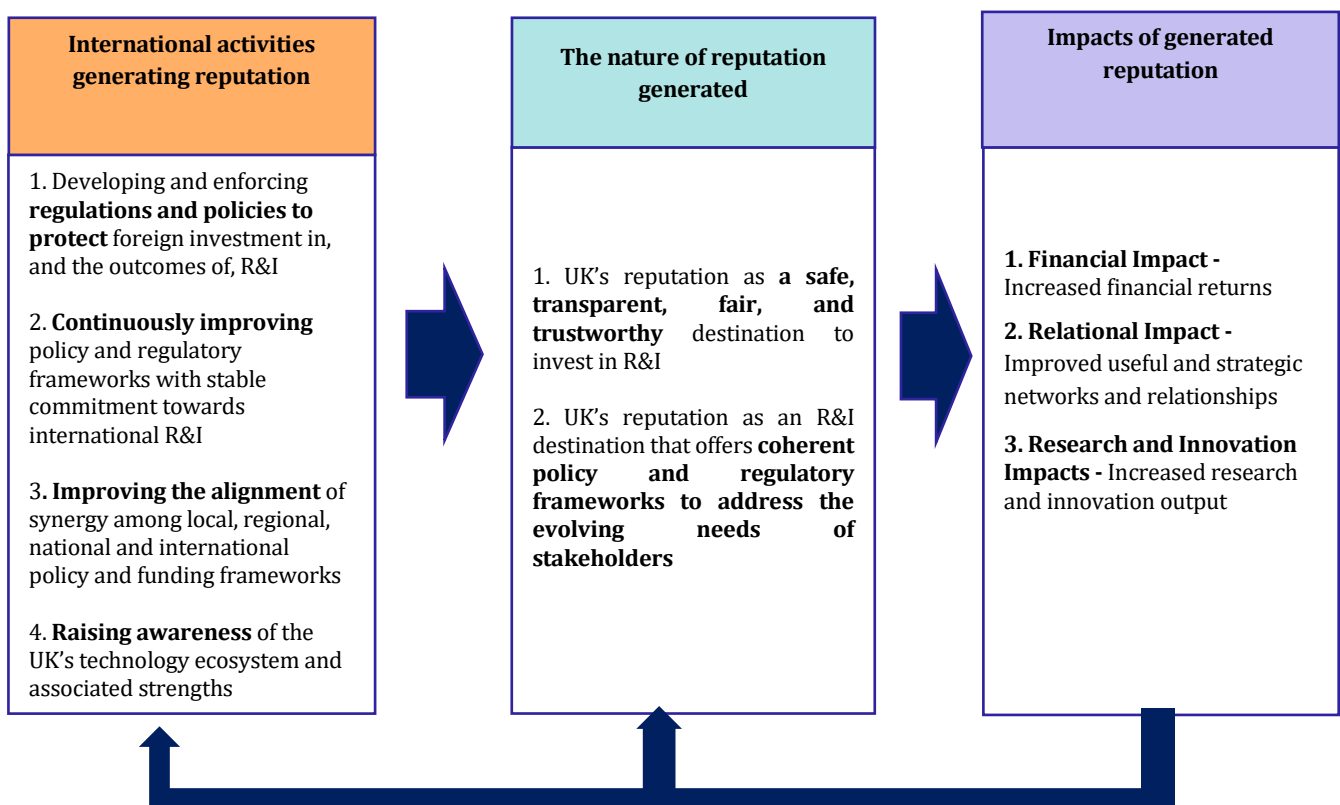 International activities
generating reputation
1. Developing and enforcing
regulations and policies to
protect foreign investment in,
and the outcomes of, R&I
2. Continuously improving
policy and regulatory
frameworks with stable
commitment towards
international R&I
3. Improving the alignment of
synergy among local, regional,
national and international
policy and funding frameworks
4. Raising awareness of the
UK's technology ecosystem and
associated strengths
The nature of reputation
generated
1. UK's reputation as a safe,
transparent, fair, and
trustworthy destination to
invest in R&I
2. UK's reputation as an R&I
destination that offers coherent
policy and regulatory
frameworks to address the
evolving needs of
stakeholders
Impacts of generated
reputation
1. Financial Impact -
Increased financial returns
2. Relational Impact -
Improved useful and strategic
networks and relationships
3. Research and Innovation
Impacts - Increased research
and innovation output